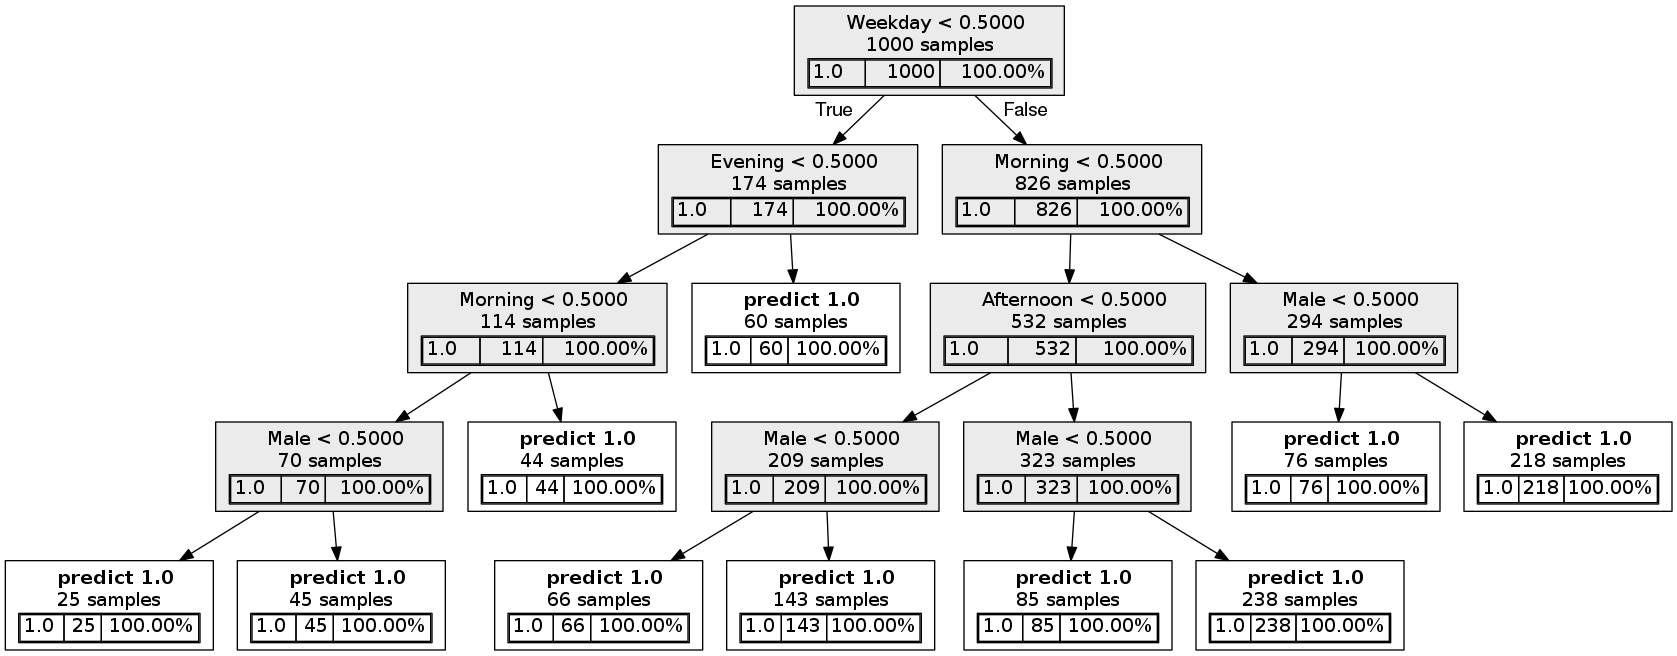 Weekday < 0.5000
1000 samples
1.0 1000 100.00%
True
False
Evening < 0.5000
174 samples
1.0 174 100.00%
Morning < 0.5000
826 samples
1.0 826 100.00%
Morning < 0.5000
114 samples
1.0 114 100.00%
predict 1.0
60 samples
1.0 60 100.00%
Afternoon < 0.5000
532 samples
1.0 532 100.00%
Male < 0.5000
294 samples
1.0 294 100.00%
Male < 0.5000
70 samples
1.0 70 100.00%
predict 1.0
44 samples
1.0 44 100.00%
Male < 0.5000
209 samples
1.0 209 100.00%
Male < 0.5000
323 samples
1.0 323 100.00%
predict 1.0
76 samples
1.0 76 100.00%
predict 1.0
218 samples
1.0 218 100.00%
predict 1.0
25 samples
1.0 25 100.00%
predict 1.0
45 samples
1.0 45 100.00%
predict 1.0
66 samples
1.0 66 100.00%
predict 1.0
143 samples
1.0 143 100.00%
predict 1.0
85 samples
1.0 85 100.00%
predict 1.0
238 samples
1.0 238 100.00%